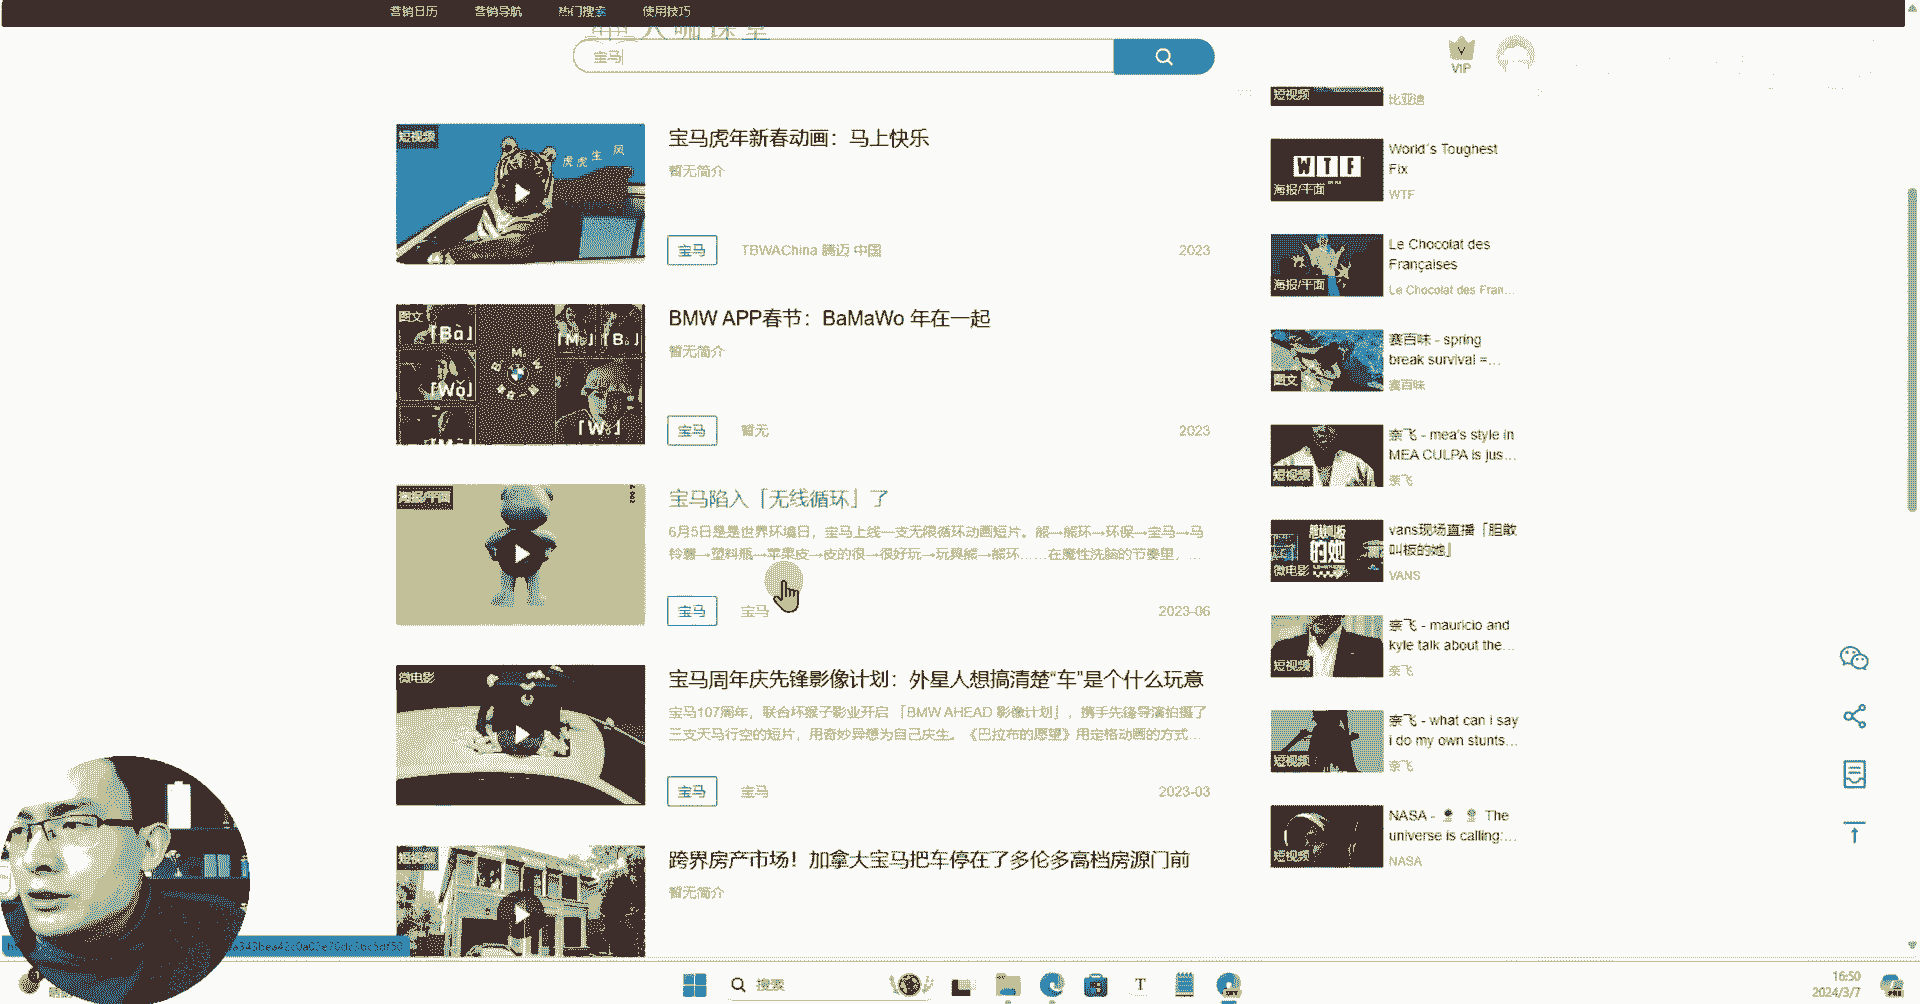 营销日历 营销导航 热门搜索 使用技巧
宝马
VIP
短视频
宝马虎年新春动画：马上快乐
暂无简介
虎虎生风
宝马 TBWAChina 腾迈 中国 2023
图文
BMW APP春节：BaMaWo 年在一起
暂无简介
「Bà」
「Wǒ」
宝马 暂无 2023
海报/平面
宝马陷入「无线循环」了
6月5日是是世界环境日，宝马上线一支无限循环动画短片。熊→熊环→环保→宝马→马
铃薯→塑料瓶→苹果皮→皮的很→很好玩→玩具熊→熊环……在魔性洗脑的节奏里，...
宝马 宝马 2023-06
微电影
宝马周年庆先锋影像计划：外星人想搞清楚“车”是个什么玩意
宝马107周年，联合坏猴子影业开启「BMW AHEAD 影像计划」，携手先锋导演拍摄了
三支天马行空的短片，用奇妙异想为自己庆生。《巴拉布的愿望》用定格动画的方式...
宝马 宝马 2023-03
短视频
跨界房产市场！加拿大宝马把车停在了多伦多高档房源门前
暂无简介
短视频
比亚迪
WTF
海报/平面
World´s Toughest
Fix
WTF
海报/平面
Le Chocolat des
Françaises
Le Chocolat des Fran...
图文
赛百味 - spring
break survival =...
赛百味
短视频
奈飞 - mea's style in
MEA CULPA is jus...
奈飞
微电影
vans现场直播「胆敢
叫板的她」
VANS
短视频
奈飞 - mauricio and
kyle talk about the...
奈飞
短视频
奈飞 - what can i say
i do my own stunts...
奈飞
短视频
NASA - The
universe is calling:...
NASA
搜索
16:50
2024/3/7